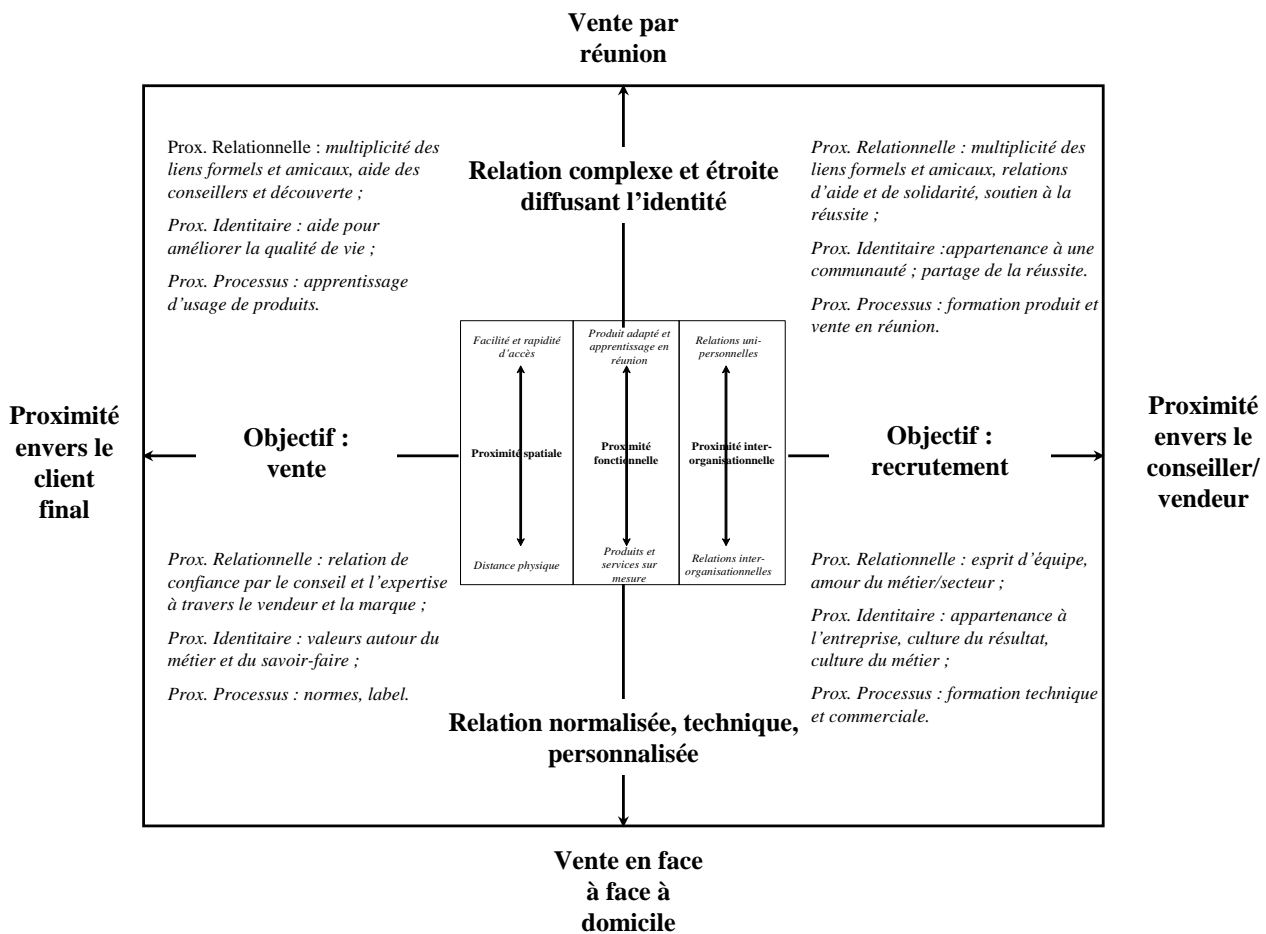 Vente par
réunion
Prox. Relationnelle : multiplicité des
liens formels et amicaux, aide des
conseillers et découverte ;
Prox. Identitaire : aide pour
améliorer la qualité de vie ;
Prox. Processus : apprentissage
d’usage de produits.
Relation complexe et étroite
diffusant l’identité
Prox. Relationnelle : multiplicité des
liens formels et amicaux, relations
d’aide et de solidarité, soutien à la
réussite ;
Prox. Identitaire :appartenance à une
communauté ; partage de la réussite.
Prox. Processus : formation produit et
vente en réunion.
Proximité
envers le
client
final
Objectif :
vente
Facilité et rapidité
d’accès
Proximité spatiale
Distance physique
Produit adapté et
apprentissage en
réunion
Proximité
fonctionnelle
Produits et
services sur
mesure
Relations uni-
personnelles
Proximité inter-
organisationnelle
Relations inter-
organisationnelles
Objectif :
recrutement
Proximité
envers le
conseiller/
vendeur
Prox. Relationnelle : relation de
confiance par le conseil et l’expertise
à travers le vendeur et la marque ;
Prox. Identitaire : valeurs autour du
métier et du savoir-faire ;
Prox. Processus : normes, label.
Relation normalisée, technique,
personnalisée
Prox. Relationnelle : esprit d’équipe,
amour du métier/secteur ;
Prox. Identitaire : appartenance à
l’entreprise, culture du résultat,
culture du métier ;
Prox. Processus : formation technique
et commerciale.
Vente en face
à face à
domicile